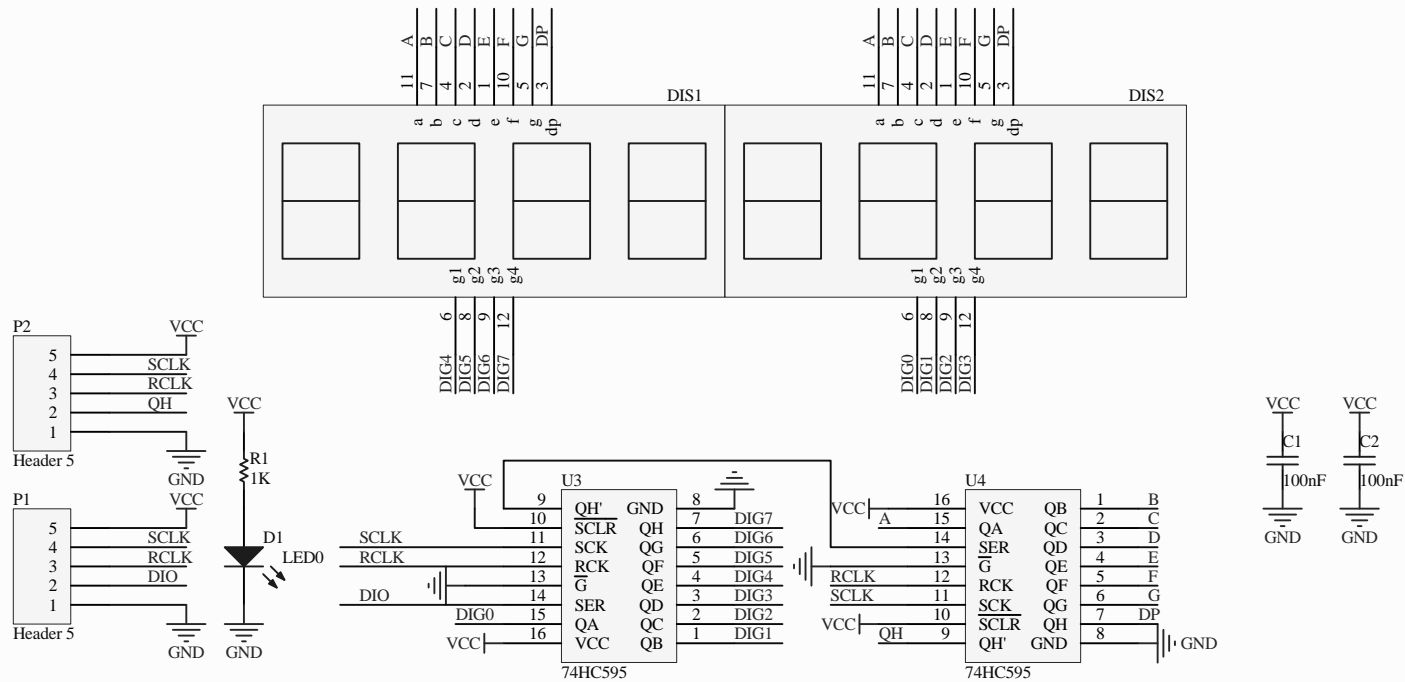 A B C D E F G DP
11 7 4 2 1 10 5 3
DIS1
a b c d e f g dp
g1 g2 g3 g4
6 8 9 12
DIG4 DIG5 DIG6 DIG7
A B C D E F G DP
11 7 4 2 1 10 5 3
DIS2
a b c d e f g dp
g1 g2 g3 g4
6 8 9 12
DIG0 DIG1 DIG2 DIG3
P2
VCC
5
4 SCLK
3 RCLK
2 QH
1
Header 5
GND
P1
VCC
5
4 SCLK
3 RCLK
2 DIO
1
Header 5
GND
VCC
R1
1K
D1
LED0
GND
U3
VCC
9 QH' GND 8
10 SCLR QH 7 DIG7
SCLK 11 SCK QG 6 DIG6
RCLK 12 RCK QF 5 DIG5
13 G QE 4 DIG4
DIO 14 SER QD 3 DIG3
DIG0 15 QA QC 2 DIG2
VCC 16 VCC QB 1 DIG1
74HC595
U4
VCC 16 VCC QB 1 B
A 15 QA QC 2 C
14 SER QD 3 D
13 G QE 4 E
RCLK 12 RCK QF 5 F
SCLK 11 SCK QG 6 G
VCC 10 SCLR QH 7 DP
QH 9 QH' GND 8 GND
74HC595
VCC
C1
100nF
GND
VCC
C2
100nF
GND